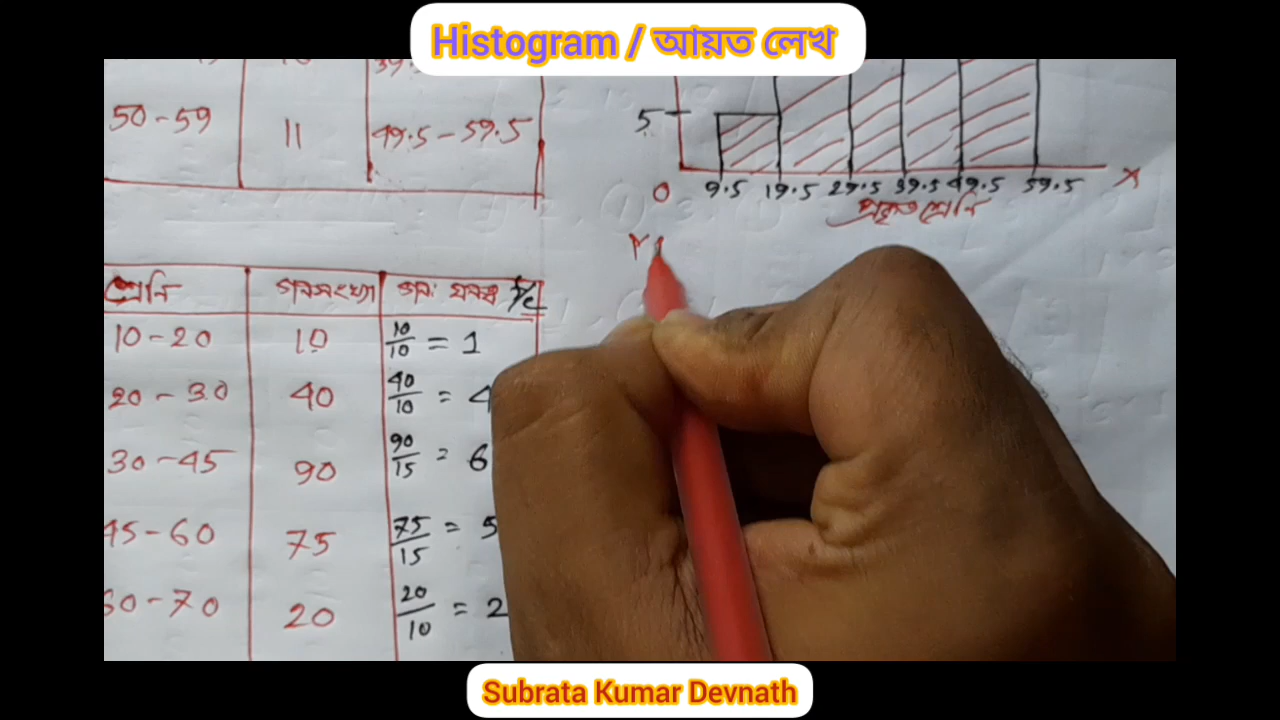 Histogram / আয়ত লেখ
50-59 11 49.5-59.5
5
0 9.5 19.5 29.5 39.5 49.5 59.5 X
প্রকৃত শ্রেনি
Y
শ্রেনি গনসংখ্যা গনঃ ঘনত্ব f/c
10-20 10 10/10 = 1
20-30 40 40/10 = 4
30-45 90 90/15 = 6
45-60 75 75/15 = 5
60-70 20 20/10 = 2
Subrata Kumar Devnath